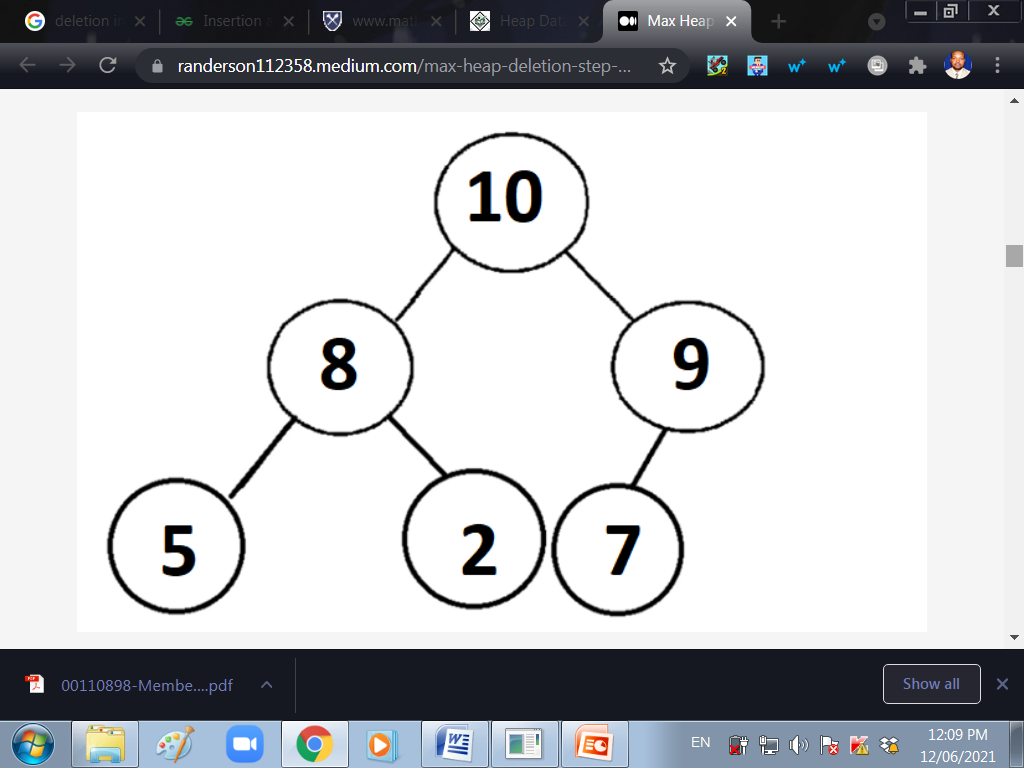 deletion i
Insertion a
www.mat
Heap Dat
Max Heap
randerson112358.medium.com/max-heap-deletion-step-...
10
8 9
5 2 7
00110898-Membe....pdf
Show all
EN
12:09 PM
12/06/2021